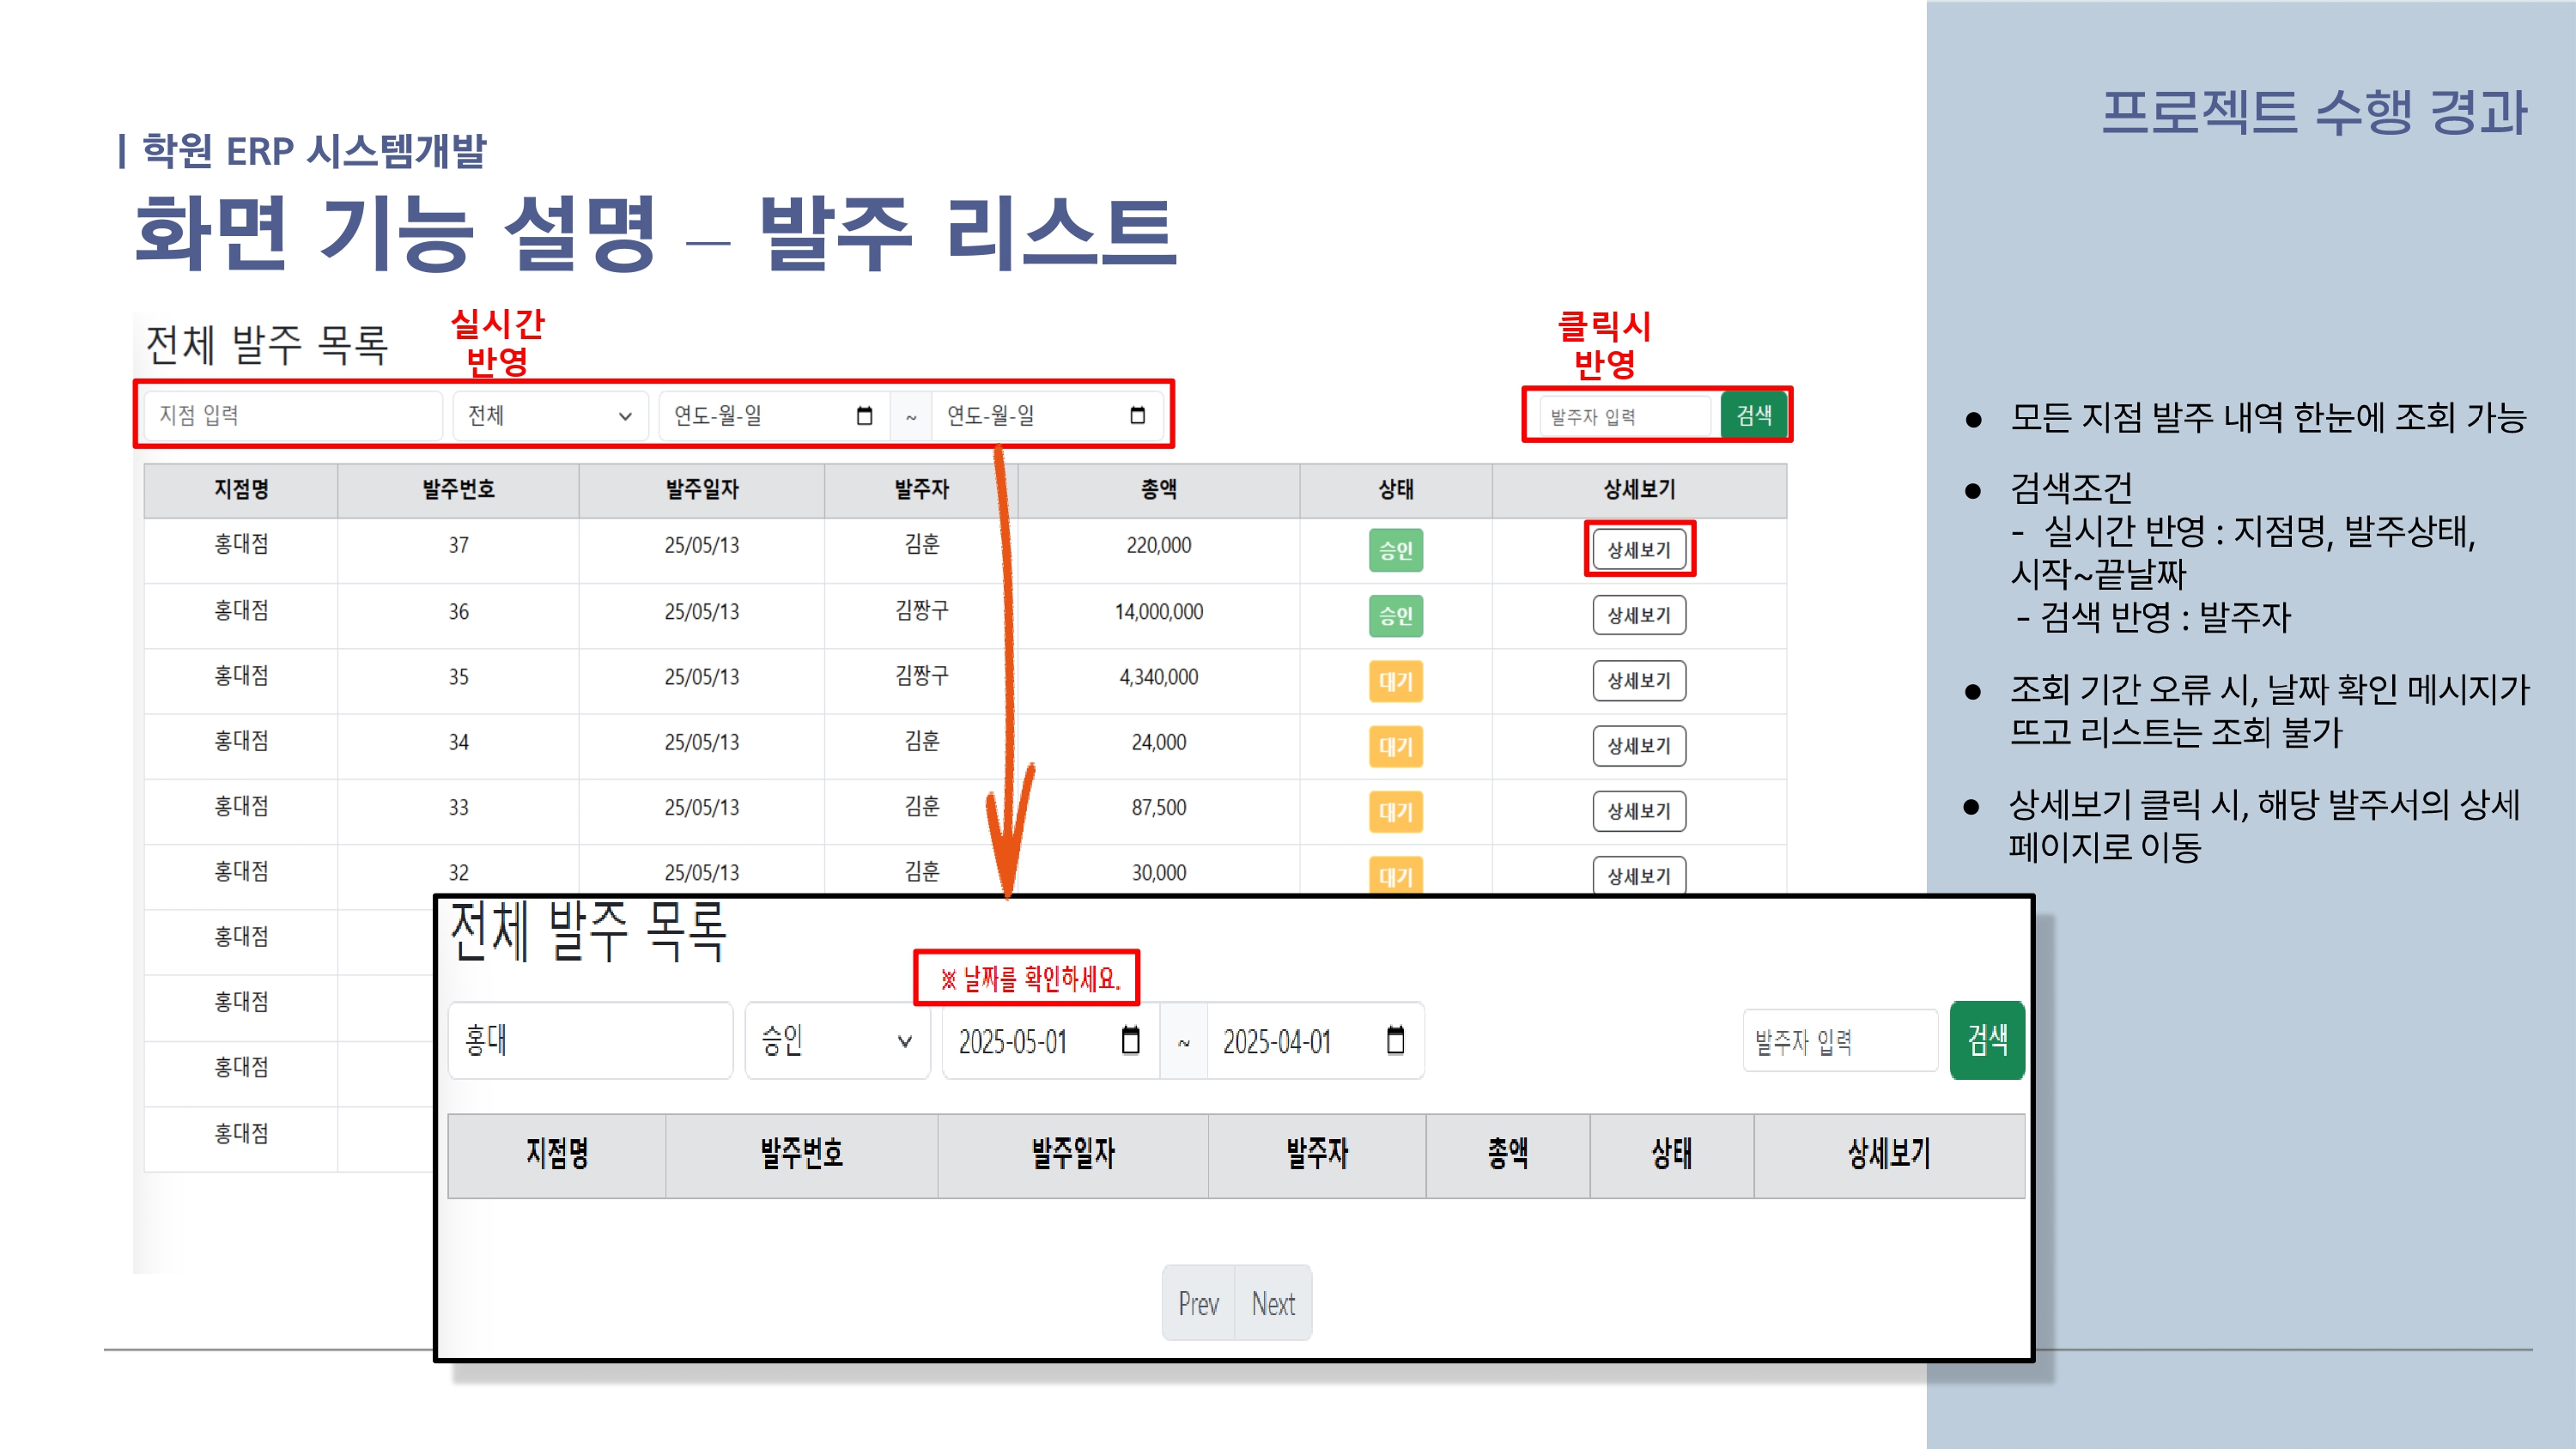 프로젝트 수행 경과
| 학원 ERP 시스템개발
화면 기능 설명 – 발주 리스트
전체 발주 목록
실시간
반영
클릭시
반영
지점 입력 전체 연도-월-일 ~ 연도-월-일 발주자 입력 검색
지점명 발주번호 발주일자 발주자 총액 상태 상세보기
홍대점 37 25/05/13 김훈 220,000 승인 상세보기
홍대점 36 25/05/13 김짱구 14,000,000 승인 상세보기
홍대점 35 25/05/13 김짱구 4,340,000 대기 상세보기
홍대점 34 25/05/13 김훈 24,000 대기 상세보기
홍대점 33 25/05/13 김훈 87,500 대기 상세보기
홍대점 32 25/05/13 김훈 30,000 대기 상세보기
홍대점
홍대점
홍대점
홍대점
전체 발주 목록
※ 날짜를 확인하세요.
홍대 승인 2025-05-01 ~ 2025-04-01 발주자 입력 검색
지점명 발주번호 발주일자 발주자 총액 상태 상세보기
Prev Next
● 모든 지점 발주 내역 한눈에 조회 가능
● 검색조건
- 실시간 반영 : 지점명, 발주상태,
시작~끝날짜
- 검색 반영 : 발주자
● 조회 기간 오류 시, 날짜 확인 메시지가
뜨고 리스트는 조회 불가
● 상세보기 클릭 시, 해당 발주서의 상세
페이지로 이동